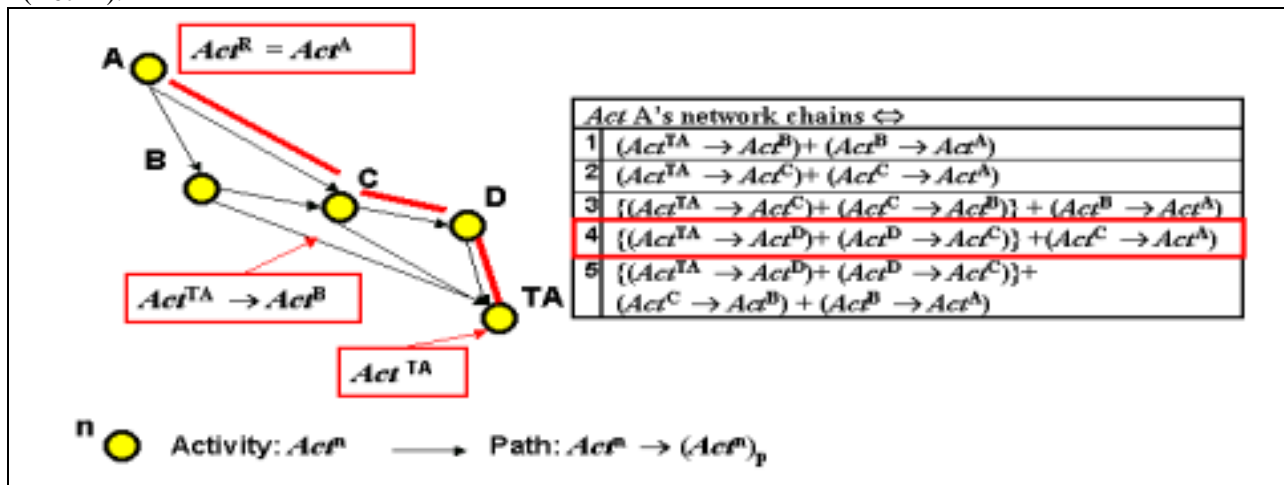 A
Act^R = Act^A
B
C
D
Act^TA → Act^B
TA
Act^TA
Act A's network chains ⇔
1 (Act^TA → Act^B)+ (Act^B → Act^A)
2 (Act^TA → Act^C)+ (Act^C → Act^A)
3 {(Act^TA → Act^C)+ (Act^C → Act^B)} + (Act^B → Act^A)
4 {(Act^TA → Act^D)+ (Act^D → Act^C)} +(Act^C → Act^A)
5 {(Act^TA → Act^D)+ (Act^D → Act^C)}+
(Act^C → Act^B) + (Act^B → Act^A)
n Activity: Act^n → Path: Act^n → (Act^n)_p